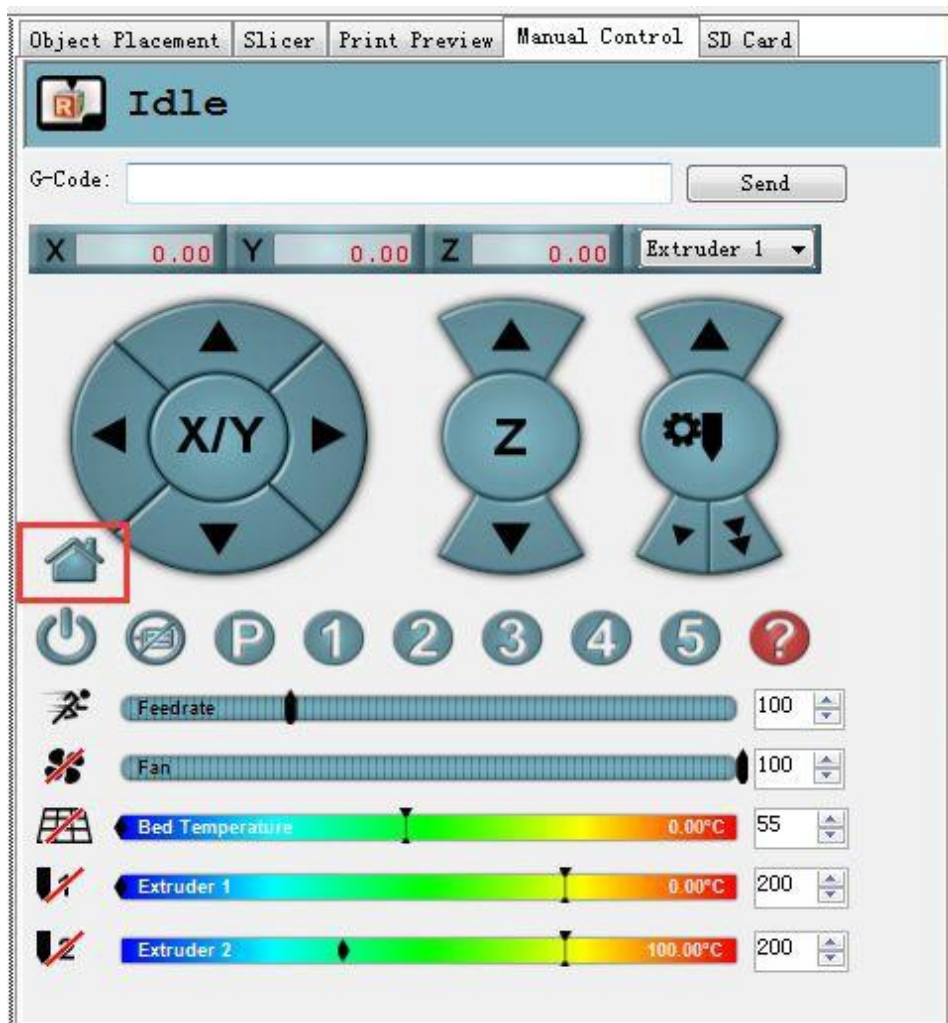 Object Placement Slicer Print Preview Manual Control SD Card
R Idle
G-Code: Send
X 0.00 Y 0.00 Z 0.00 Extruder 1
X/Y Z
P 1 2 3 4 5 ?
Feedrate 100
Fan 100
Bed Temperature 0.00°C 55
1 Extruder 1 0.00°C 200
2 Extruder 2 100.00°C 200